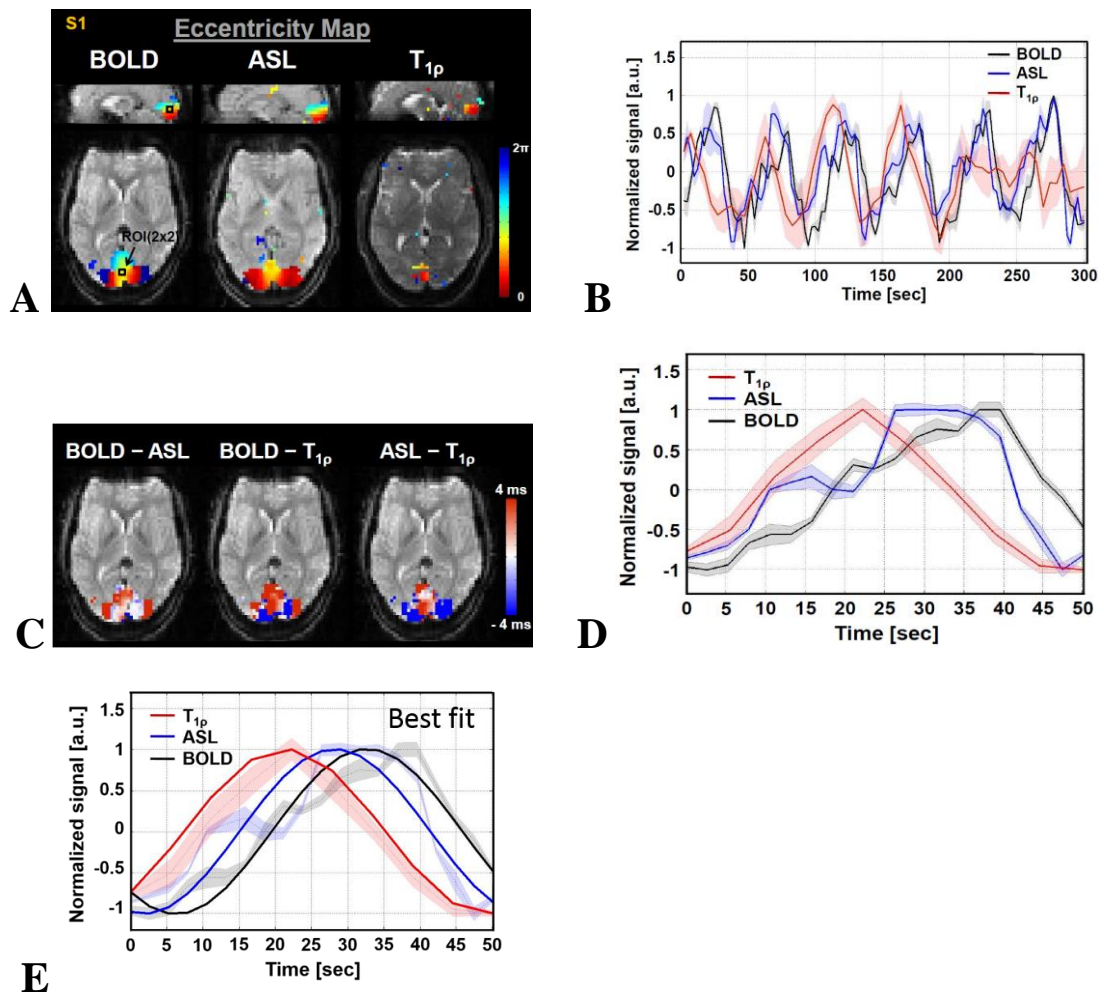 S1
Eccentricity Map
BOLD ASL T1ρ
ROI(2x2)
2π
0
A
Normalized signal [a.u.]
BOLD
ASL
T1ρ
1.5
1
0.5
0
-0.5
-1
0 50 100 150 200 250 300
Time [sec]
B
BOLD – ASL BOLD – T1ρ ASL – T1ρ
4 ms
- 4 ms
C
Normalized signal [a.u.]
T1ρ
ASL
BOLD
1.5
1
0.5
0
-0.5
-1
0 5 10 15 22 25 30 35 40 45 50
Time [sec]
D
Normalized signal [a.u.]
Best fit
T1ρ
ASL
BOLD
1.5
1
0.5
0
-0.5
-1
0 5 10 15 20 25 30 35 40 45 50
Time [sec]
E